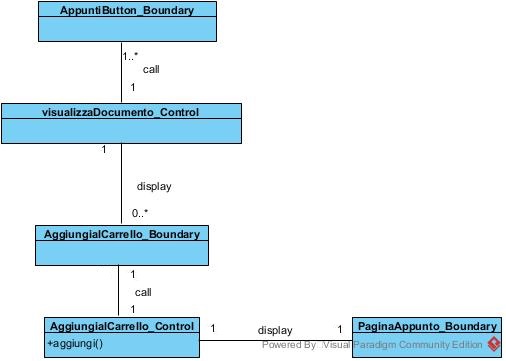 AppuntiButton_Boundary
1..*
call
1
visualizzaDocumento_Control
1
display
0..*
AggiungialCarrello_Boundary
1
call
1
AggiungialCarrello_Control
+aggiungi()
1
display
1
PaginaAppunto_Boundary
Powered By Visual Paradigm Community Edition